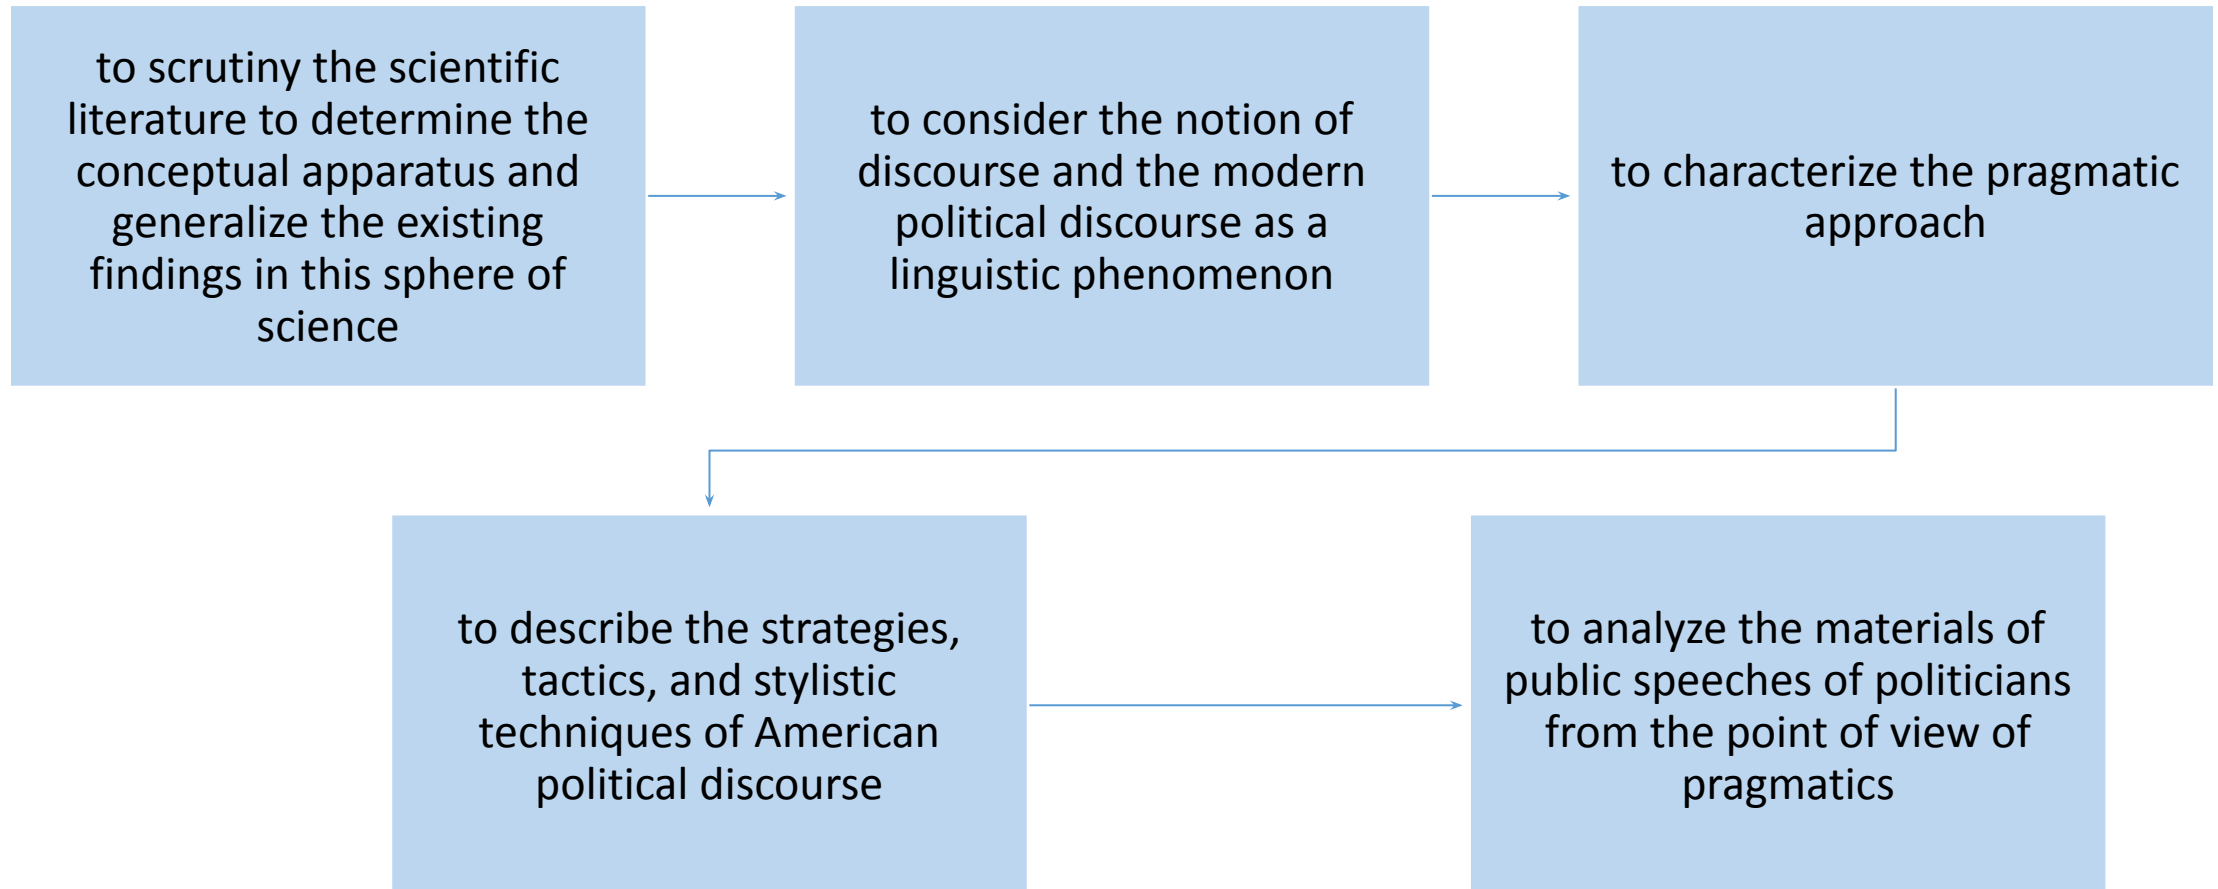 to scrutiny the scientific
literature to determine the
conceptual apparatus and
generalize the existing
findings in this sphere of
science
to consider the notion of
discourse and the modern
political discourse as a
linguistic phenomenon
to characterize the pragmatic
approach
to describe the strategies,
tactics, and stylistic
techniques of American
political discourse
to analyze the materials of
public speeches of politicians
from the point of view of
pragmatics